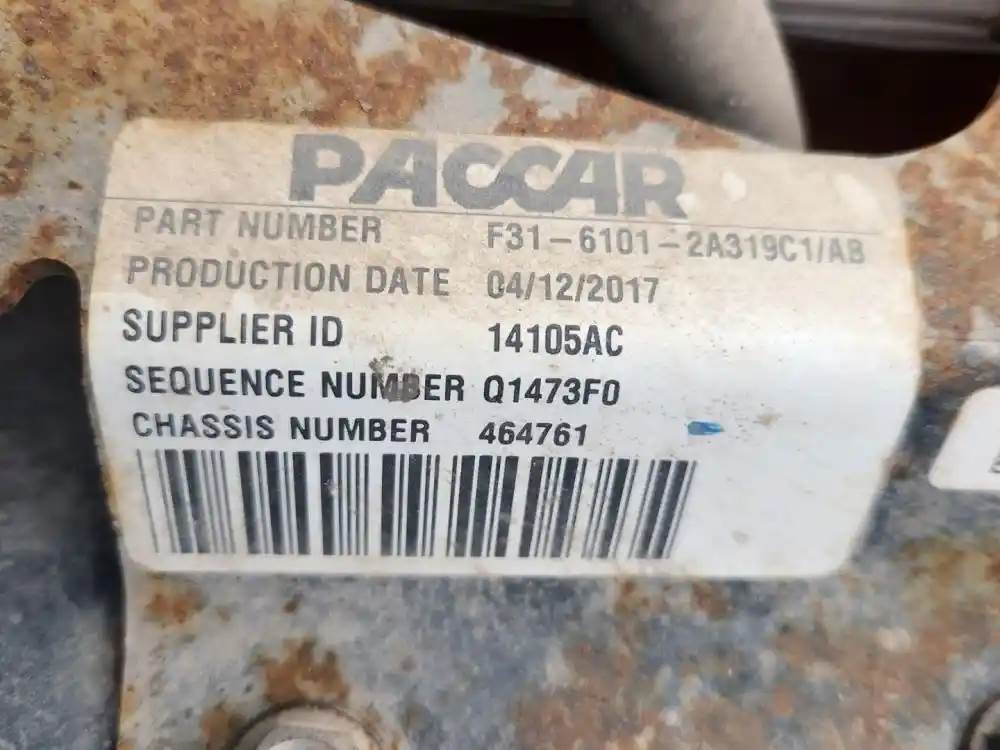 PACCAR
PART NUMBER F31-6101-2A319C1/AB
PRODUCTION DATE 04/12/2017
SUPPLIER ID 14105AC
SEQUENCE NUMBER Q1473F0
CHASSIS NUMBER 464761